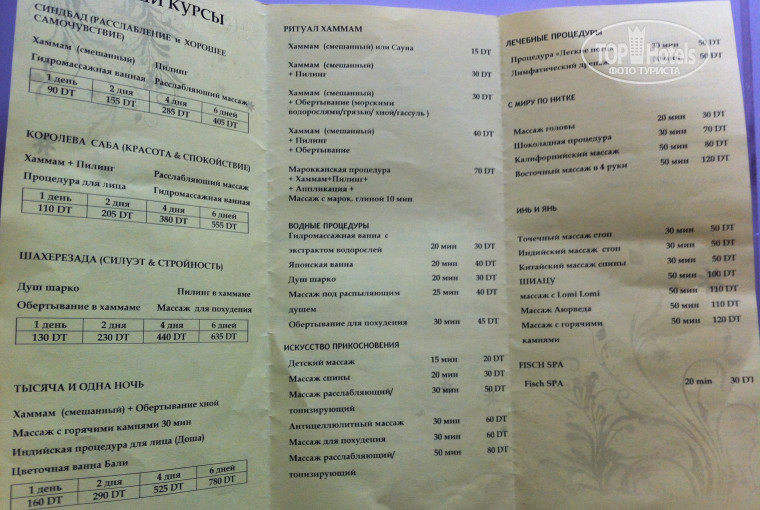 КУРСЫ
СИНДБАД (РАССЛАБЛЕНИЕ и ХОРОШЕЕ
САМОЧУВСТВИЕ)
Хаммам (смешанный) Пилинг
Гидромассажная ванная Расслабляющий массаж
1 день 2 дня 4 дня 6 дней
90 DT 155 DT 285 DT 405 DT
КОРОЛЕВА САБА (КРАСОТА & СПОКОЙСТВИЕ)
Хаммам + Пилинг Расслабляющий массаж
Процедура для лица Гидромассажная ванная
1 день 2 дня 4 дня 6 дней
110 DT 205 DT 380 DT 555 DT
ШАХЕРЕЗАДА (СИЛУЭТ & СТРОЙНОСТЬ)
Душ шарко Пилинг в хаммаме
Обертывание в хаммаме Массаж для похудения
1 день 2 дня 4 дня 6 дней
130 DT 230 DT 440 DT 635 DT
ТЫСЯЧА И ОДНА НОЧЬ
Хаммам (смешанный) + Обертывание хной
Массаж с горячими камнями 30 мин
Индийская процедура для лица (Доша)
Цветочная ванна Бали
1 день 2 дня 4 дня 6 дней
160 DT 290 DT 525 DT 780 DT
РИТУАЛ ХАММАМ
Хаммам (смешанный) или Сауна 15 DT
Хаммам (смешанный) 30 DT
+ Пилинг
Хаммам (смешанный) 30 DT
+ Обертывание (морскими
водорослями/грязью/ хной/гассуль )
Хаммам (смешанный) 40 DT
+ Пилинг
+ Обертывание
Марокканская процедура 70 DT
+ Хаммам+Пилинг+
+ Аппликация +
Массаж с марок. глиной 10 мин
ВОДНЫЕ ПРОЦЕДУРЫ
Гидромассажная ванна с
экстрактом водорослей 20 мин 30 DT
Японская ванна 20 мин 40 DT
Душ шарко 20 мин 30 DT
Массаж под распыляющим 25 мин 40 DT
душем
Обертывание для похудения 30 мин 45 DT
ИСКУССТВО ПРИКОСНОВЕНИЯ
Детский массаж 15 мин 20 DT
Массаж спины 20 мин 30 DT
Массаж расслабляющий/ 30 мин 50 DT
тонизирующий
Антицеллюлитный массаж 30 мин 60 DT
Массаж для похудения 30 мин 60 DT
Массаж расслабляющий/ 50 мин 80 DT
тонизирующий
ЛЕЧЕБНЫЕ ПРОЦЕДУРЫ
Процедура «Легкие ноги» 30 мин 50 DT
Лимфатический дренаж 50 DT
TOP Hotels
ФОТО ТУРИСТА
С МИРУ ПО НИТКЕ
Массаж головы 20 мин 30 DT
Шоколадная процедура 30 мин 70 DT
Калифорнийский массаж 50 мин 80 DT
Восточный массаж в 4 руки 50 мин 120 DT
ИНЬ И ЯНЬ
Точечный массаж стоп 30 мин 50 DT
Индийский массаж стоп 30 мин 50 DT
Китайский массаж спины 30 мин 50 DT
ШИАЦУ 50 мин 100 DT
массаж с Lomi Lomi 50 мин 110 DT
Массаж Аюрведа 50 мин 110 DT
Массаж с горячими 50 мин 120 DT
камнями
FISCH SPA
Fisch SPA 20 min 30 DT